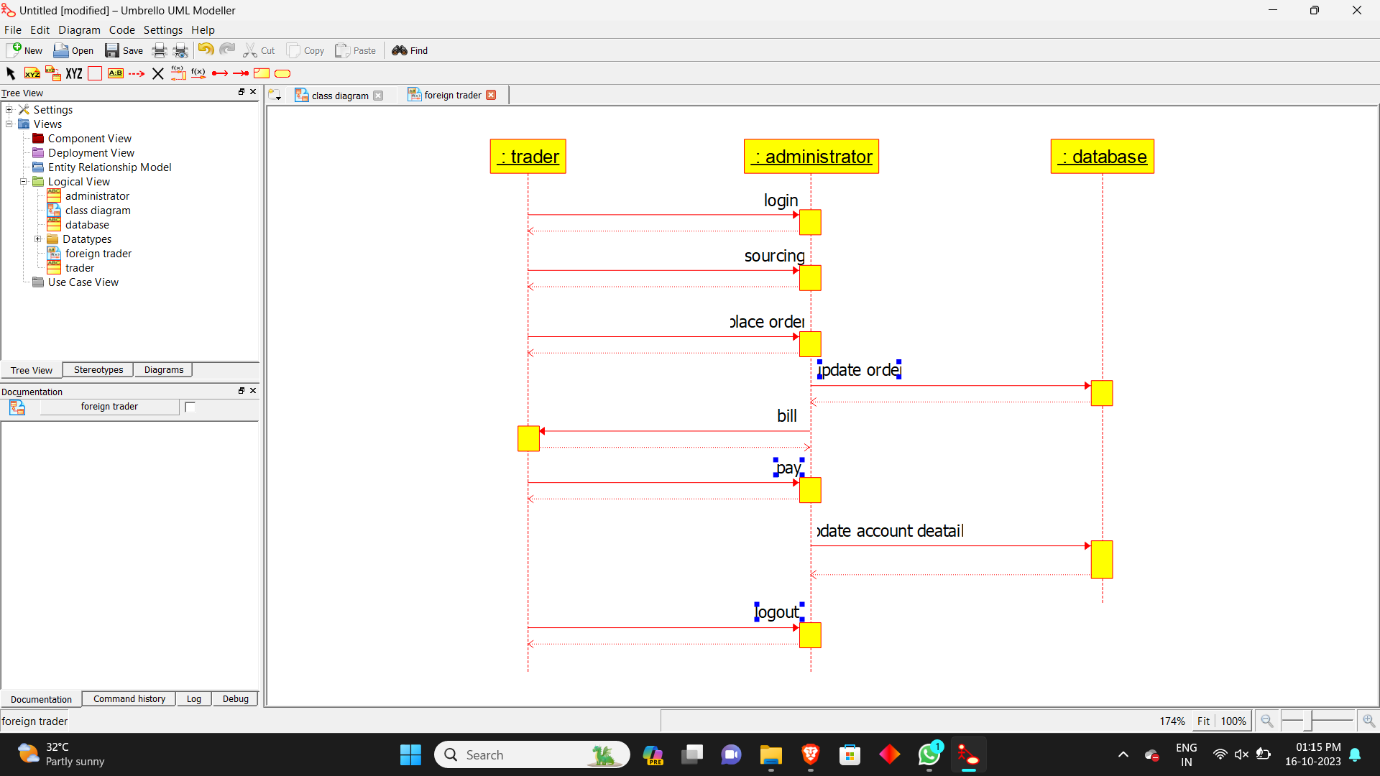 Untitled [modified] – Umbrello UML Modeller
File Edit Diagram Code Settings Help
New Open Save Cut Copy Paste Find
XYZ XYZ A:B f(x)
Tree View
class diagram
foreign trader
Settings
Views
Component View
Deployment View
Entity Relationship Model
Logical View
administrator
class diagram
database
Datatypes
foreign trader
trader
Use Case View
Tree View Stereotypes Diagrams
Documentation
foreign trader
Documentation Command history Log Debug
: trader
: administrator
: database
login
sourcing
place order
update order
bill
pay
pdate account deatail
logout
foreign trader
174% Fit 100%
32°C
Partly sunny
Search
PRE
1
ENG
IN
01:15 PM
16-10-2023